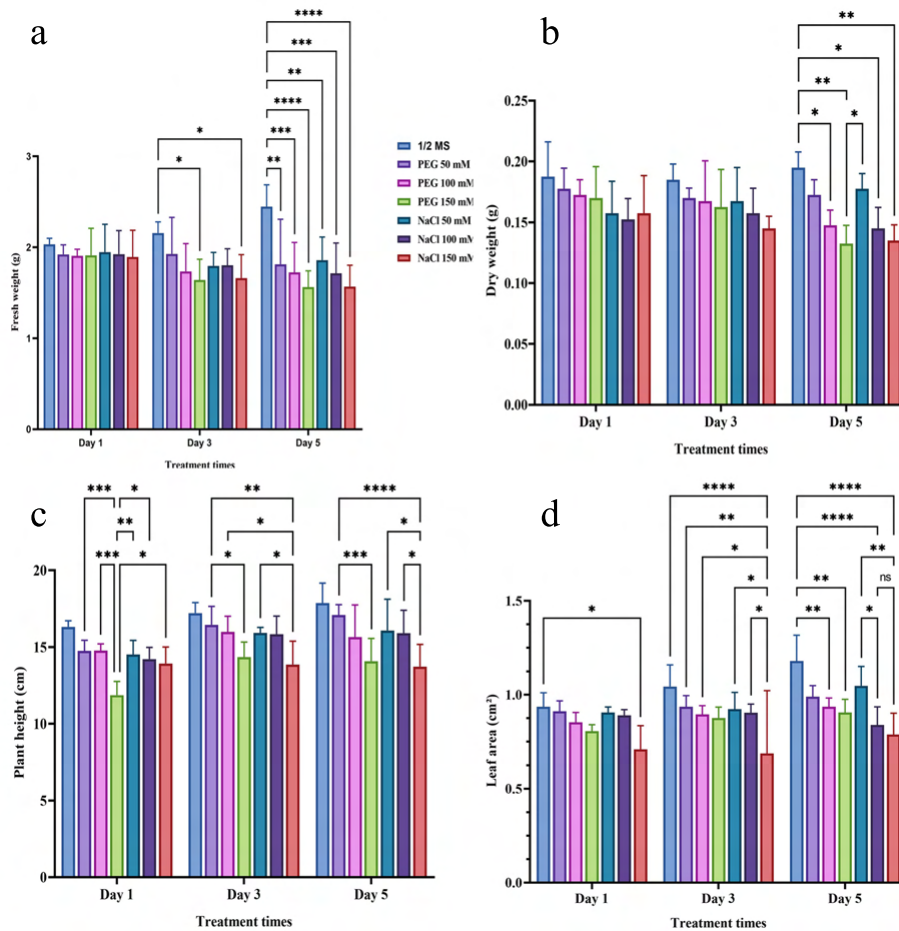 a
****
***
**
****
***
**
*
*
Fresh weight (g)
3
2
1
0
Day 1
Day 3
Day 5
Treatment times
1/2 MS
PEG 50 mM
PEG 100 mM
PEG 150 mM
NaCl 50 mM
NaCl 100 mM
NaCl 150 mM
b
**
*
**
*
*
Dry weight (g)
0.25
0.20
0.15
0.10
0.05
0.00
Day 1
Day 3
Day 5
Treatment times
c
***
*
**
***
*
**
*
*
*
****
*
***
*
Plant height (cm)
20
15
10
5
0
Day 1
Day 3
Day 5
Treatment times
d
****
**
*
*
*
*
****
****
**
ns
**
**
*
Leaf area (cm²)
1.5
1.0
0.5
0.0
Day 1
Day 3
Day 5
Treatment times